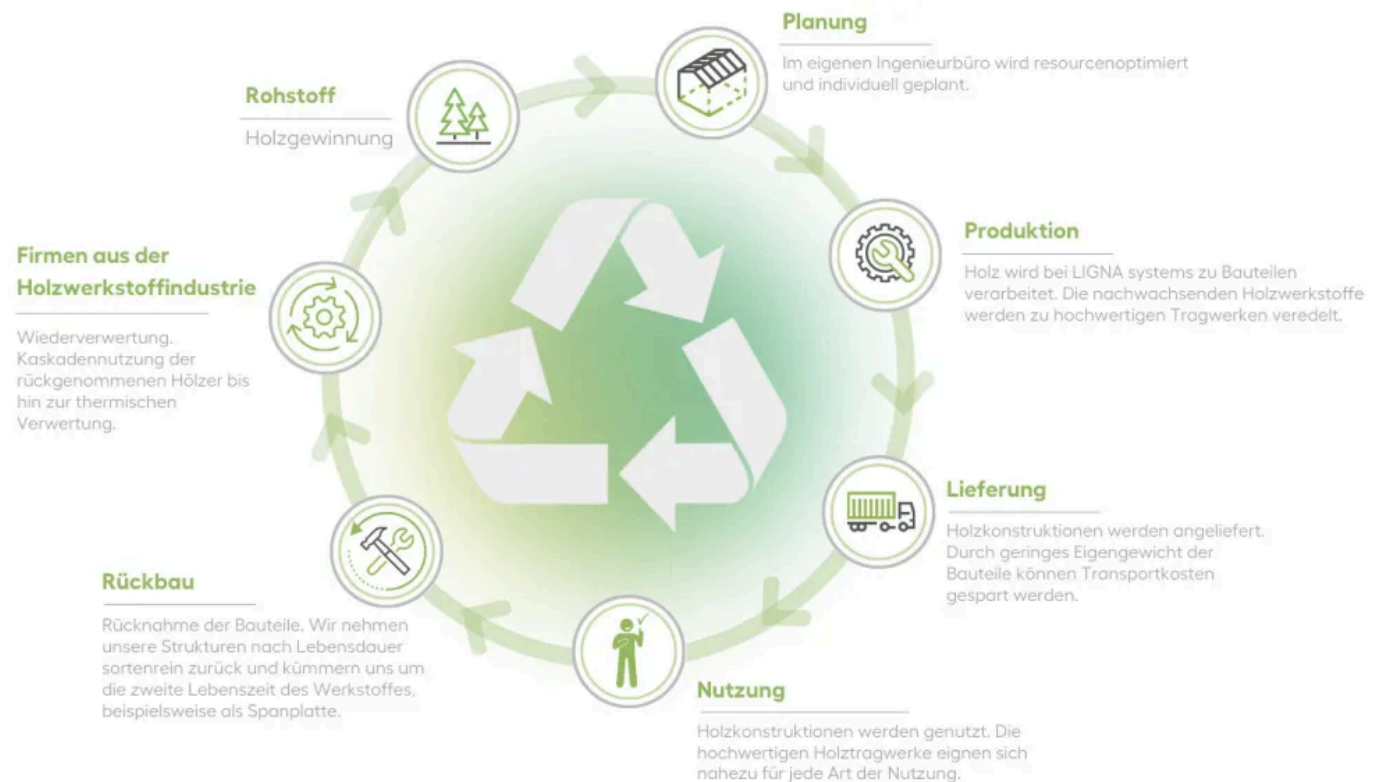 Planung
Im eigenen Ingenieurbüro wird resourcenoptimiert
und individuell geplant.
Rohstoff
Holzgewinnung
Produktion
Holz wird bei LIGNA systems zu Bauteilen
verarbeitet. Die nachwachsenden Holzwerkstoffe
werden zu hochwertigen Tragwerken veredelt.
Firmen aus der
Holzwerkstoffindustrie
Wiederverwertung.
Kaskadennutzung der
rückgenommenen Hölzer bis
hin zur thermischen
Verwertung.
Lieferung
Holzkonstruktionen werden angeliefert.
Durch geringes Eigengewicht der
Bauteile können Transportkosten
gespart werden.
Rückbau
Rücknahme der Bauteile. Wir nehmen
unsere Strukturen nach Lebensdauer
sortenrein zurück und kümmern uns um
die zweite Lebenszeit des Werkstoffes,
beispielsweise als Spanplatte.
Nutzung
Holzkonstruktionen werden genutzt. Die
hochwertigen Holztragwerke eignen sich
nahezu für jede Art der Nutzung.